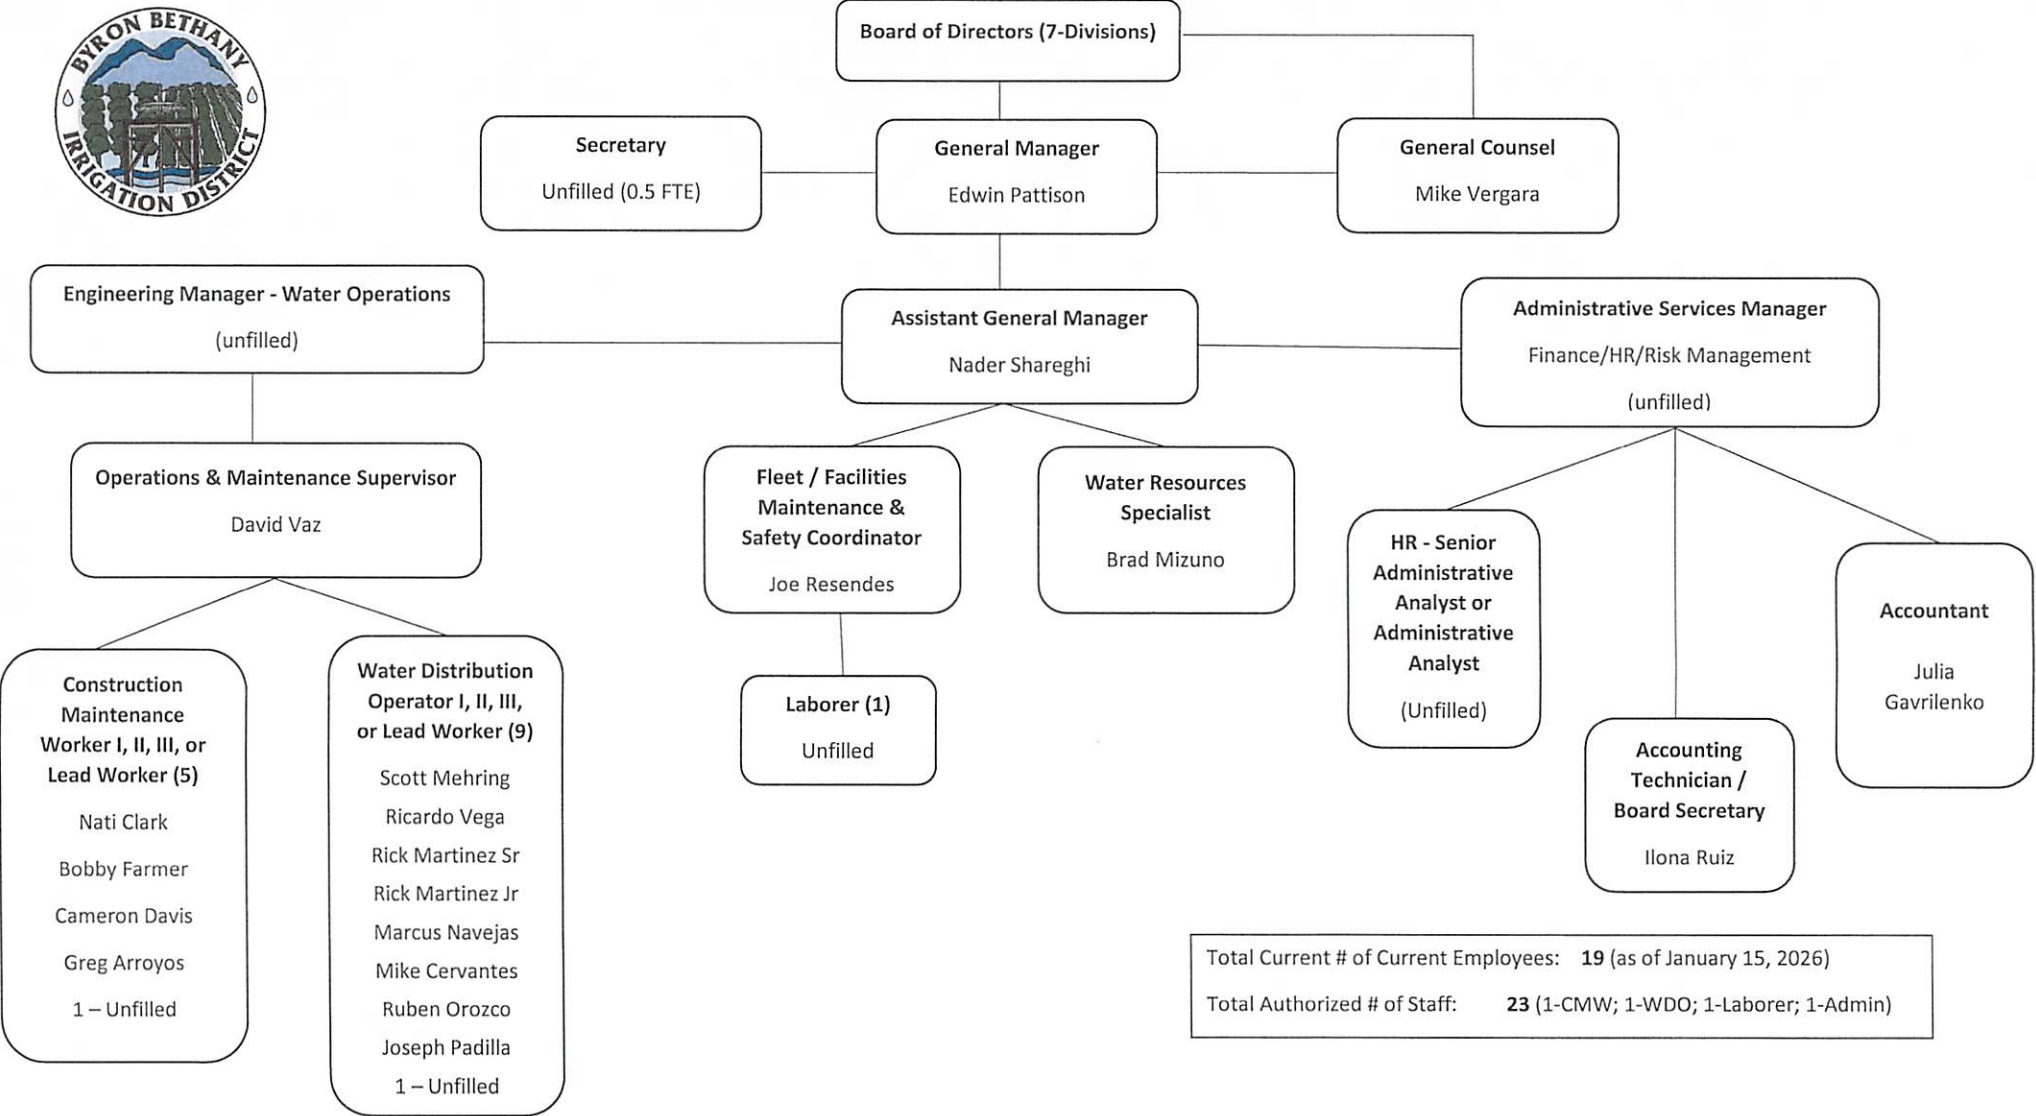 BYRON BETHANY
IRRIGATION DISTRICT
Board of Directors (7-Divisions)
Secretary
Unfilled (0.5 FTE)
General Manager
Edwin Pattison
General Counsel
Mike Vergara
Engineering Manager - Water Operations
(unfilled)
Assistant General Manager
Nader Shareghi
Administrative Services Manager
Finance/HR/Risk Management
(unfilled)
Operations & Maintenance Supervisor
David Vaz
Fleet / Facilities
Maintenance &
Safety Coordinator
Joe Resendes
Water Resources
Specialist
Brad Mizuno
HR - Senior
Administrative
Analyst or
Administrative
Analyst
(Unfilled)
Accountant
Julia
Gavrilenko
Construction
Maintenance
Worker I, II, III, or
Lead Worker (5)
Nati Clark
Bobby Farmer
Cameron Davis
Greg Arroyos
1 – Unfilled
Water Distribution
Operator I, II, III,
or Lead Worker (9)
Scott Mehring
Ricardo Vega
Rick Martinez Sr
Rick Martinez Jr
Marcus Navejas
Mike Cervantes
Ruben Orozco
Joseph Padilla
1 – Unfilled
Laborer (1)
Unfilled
Accounting
Technician /
Board Secretary
Ilona Ruiz
Total Current # of Current Employees: 19 (as of January 15, 2026)
Total Authorized # of Staff: 23 (1-CMW; 1-WDO; 1-Laborer; 1-Admin)